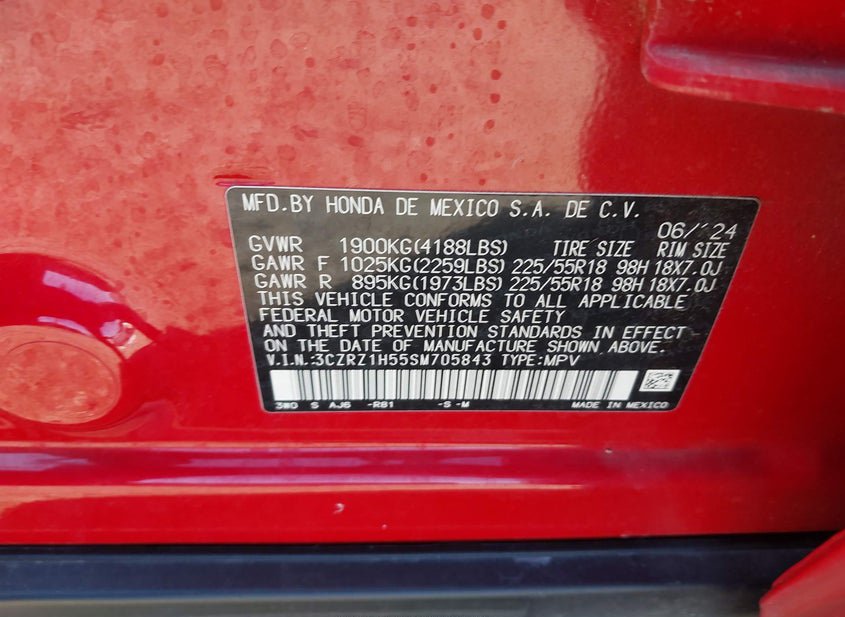 MFD.BY HONDA DE MEXICO S.A. DE C.V.
06/'24
GVWR 1900KG(4188LBS) TIRE SIZE RIM SIZE
GAWR F 1025KG(2259LBS) 225/55R18 98H 18X7.0J
GAWR R 895KG(1973LBS) 225/55R18 98H 18X7.0J
THIS VEHICLE CONFORMS TO ALL APPLICABLE
FEDERAL MOTOR VEHICLE SAFETY
AND THEFT PREVENTION STANDARDS IN EFFECT
ON THE DATE OF MANUFACTURE SHOWN ABOVE.
V.I.N.:3CZRZ1H55SM705843 TYPE:MPV
3W0 S AJ6 -R81 -S -M MADE IN MEXICO